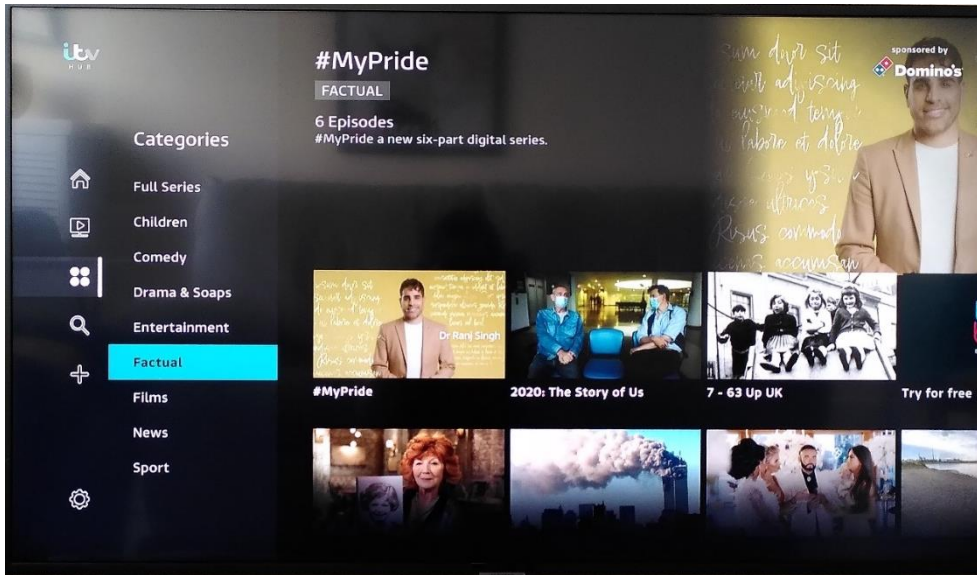 itv
HUB
#MyPride
FACTUAL
6 Episodes
#MyPride a new six-part digital series.
sponsored by
Domino's
Categories
Full Series
Children
Comedy
Drama & Soaps
Entertainment
Factual
Films
News
Sport
Dr Ranj Singh
#MyPride
2020: The Story of Us
7 - 63 Up UK
Try for free